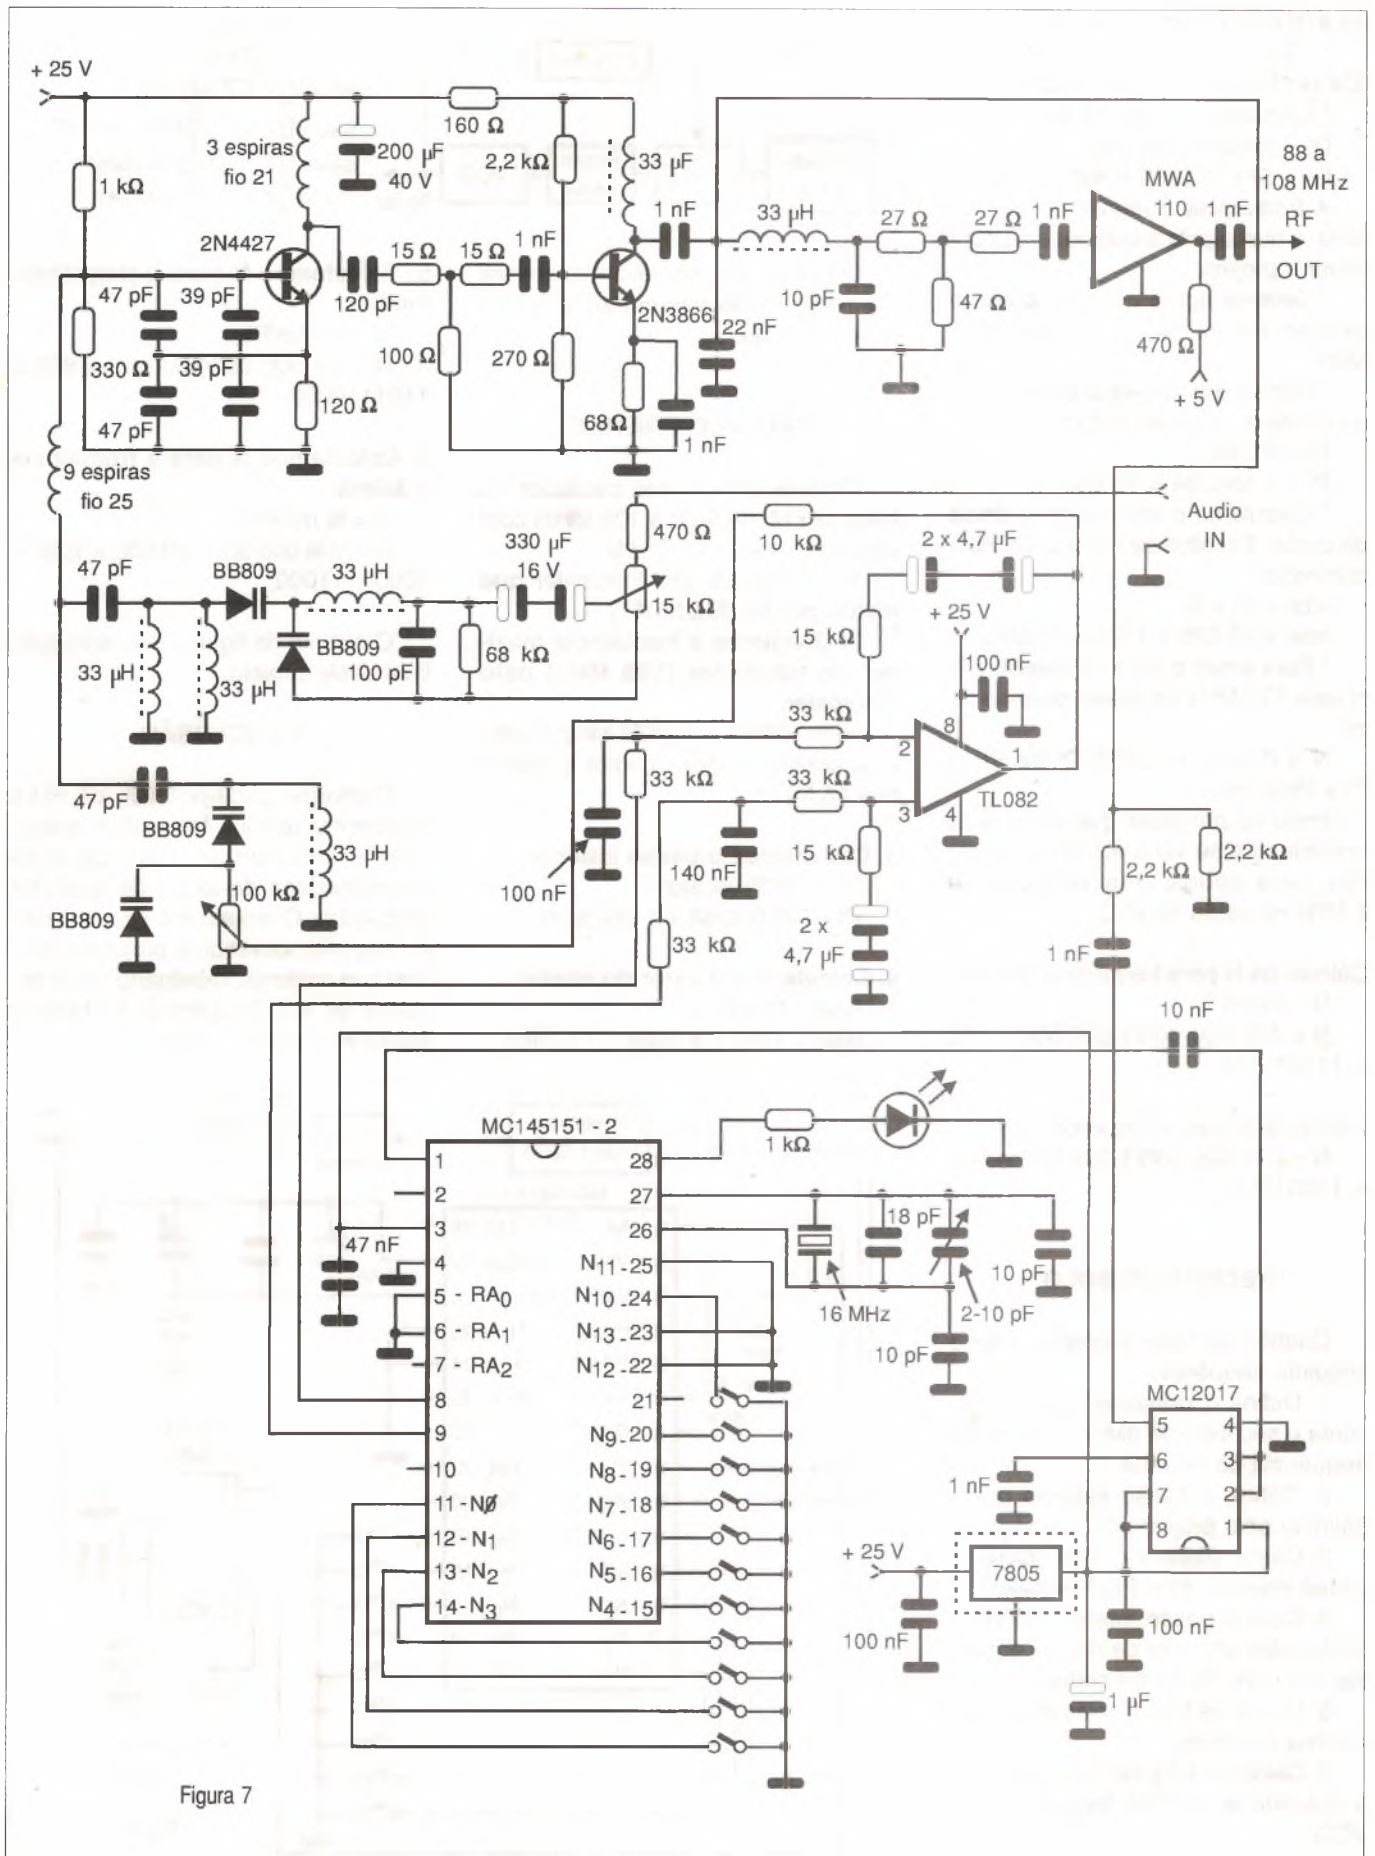 + 25 V
1 kΩ
3 espiras
fio 21
200 µF
40 V
160 Ω
2,2 kΩ
33 µF
1 nF
33 µH
27 Ω
27 Ω
1 nF
MWA
110
1 nF
88 a
108 MHz
RF
OUT
2N4427
120 pF
15 Ω
15 Ω
1 nF
2N3866
10 pF
47 Ω
470 Ω
+ 5 V
47 pF
39 pF
330 Ω
39 pF
47 pF
120 Ω
100 Ω
270 Ω
68 Ω
1 nF
22 nF
9 espiras
fio 25
470 Ω
10 kΩ
Audio
IN
47 pF
BB809
33 µH
330 µF
16 V
15 kΩ
2 x 4,7 µF
+ 25 V
33 µH
33 µH
BB809
100 pF
68 kΩ
15 kΩ
100 nF
33 kΩ
2
8
1
47 pF
BB809
33 µH
33 kΩ
33 kΩ
3
4
TL082
BB809
100 kΩ
100 nF
140 nF
15 kΩ
2,2 kΩ
2,2 kΩ
33 kΩ
2 x
4,7 µF
1 nF
10 nF
MC145151 - 2
1 kΩ
1
28
2
27
3
26
47 nF
4
N11 - 25
5 - RA0
N10 - 24
6 - RA1
N13 - 23
7 - RA2
N12 - 22
8
21
9
N9 - 20
10
N8 - 19
11 - NØ
N7 - 18
12 - N1
N6 - 17
13 - N2
N5 - 16
14 - N3
N4 - 15
18 pF
10 pF
16 MHz
2-10 pF
10 pF
MC12017
5
4
6
3
7
2
8
1
1 nF
+ 25 V
7805
100 nF
100 nF
1 µF
Figura 7